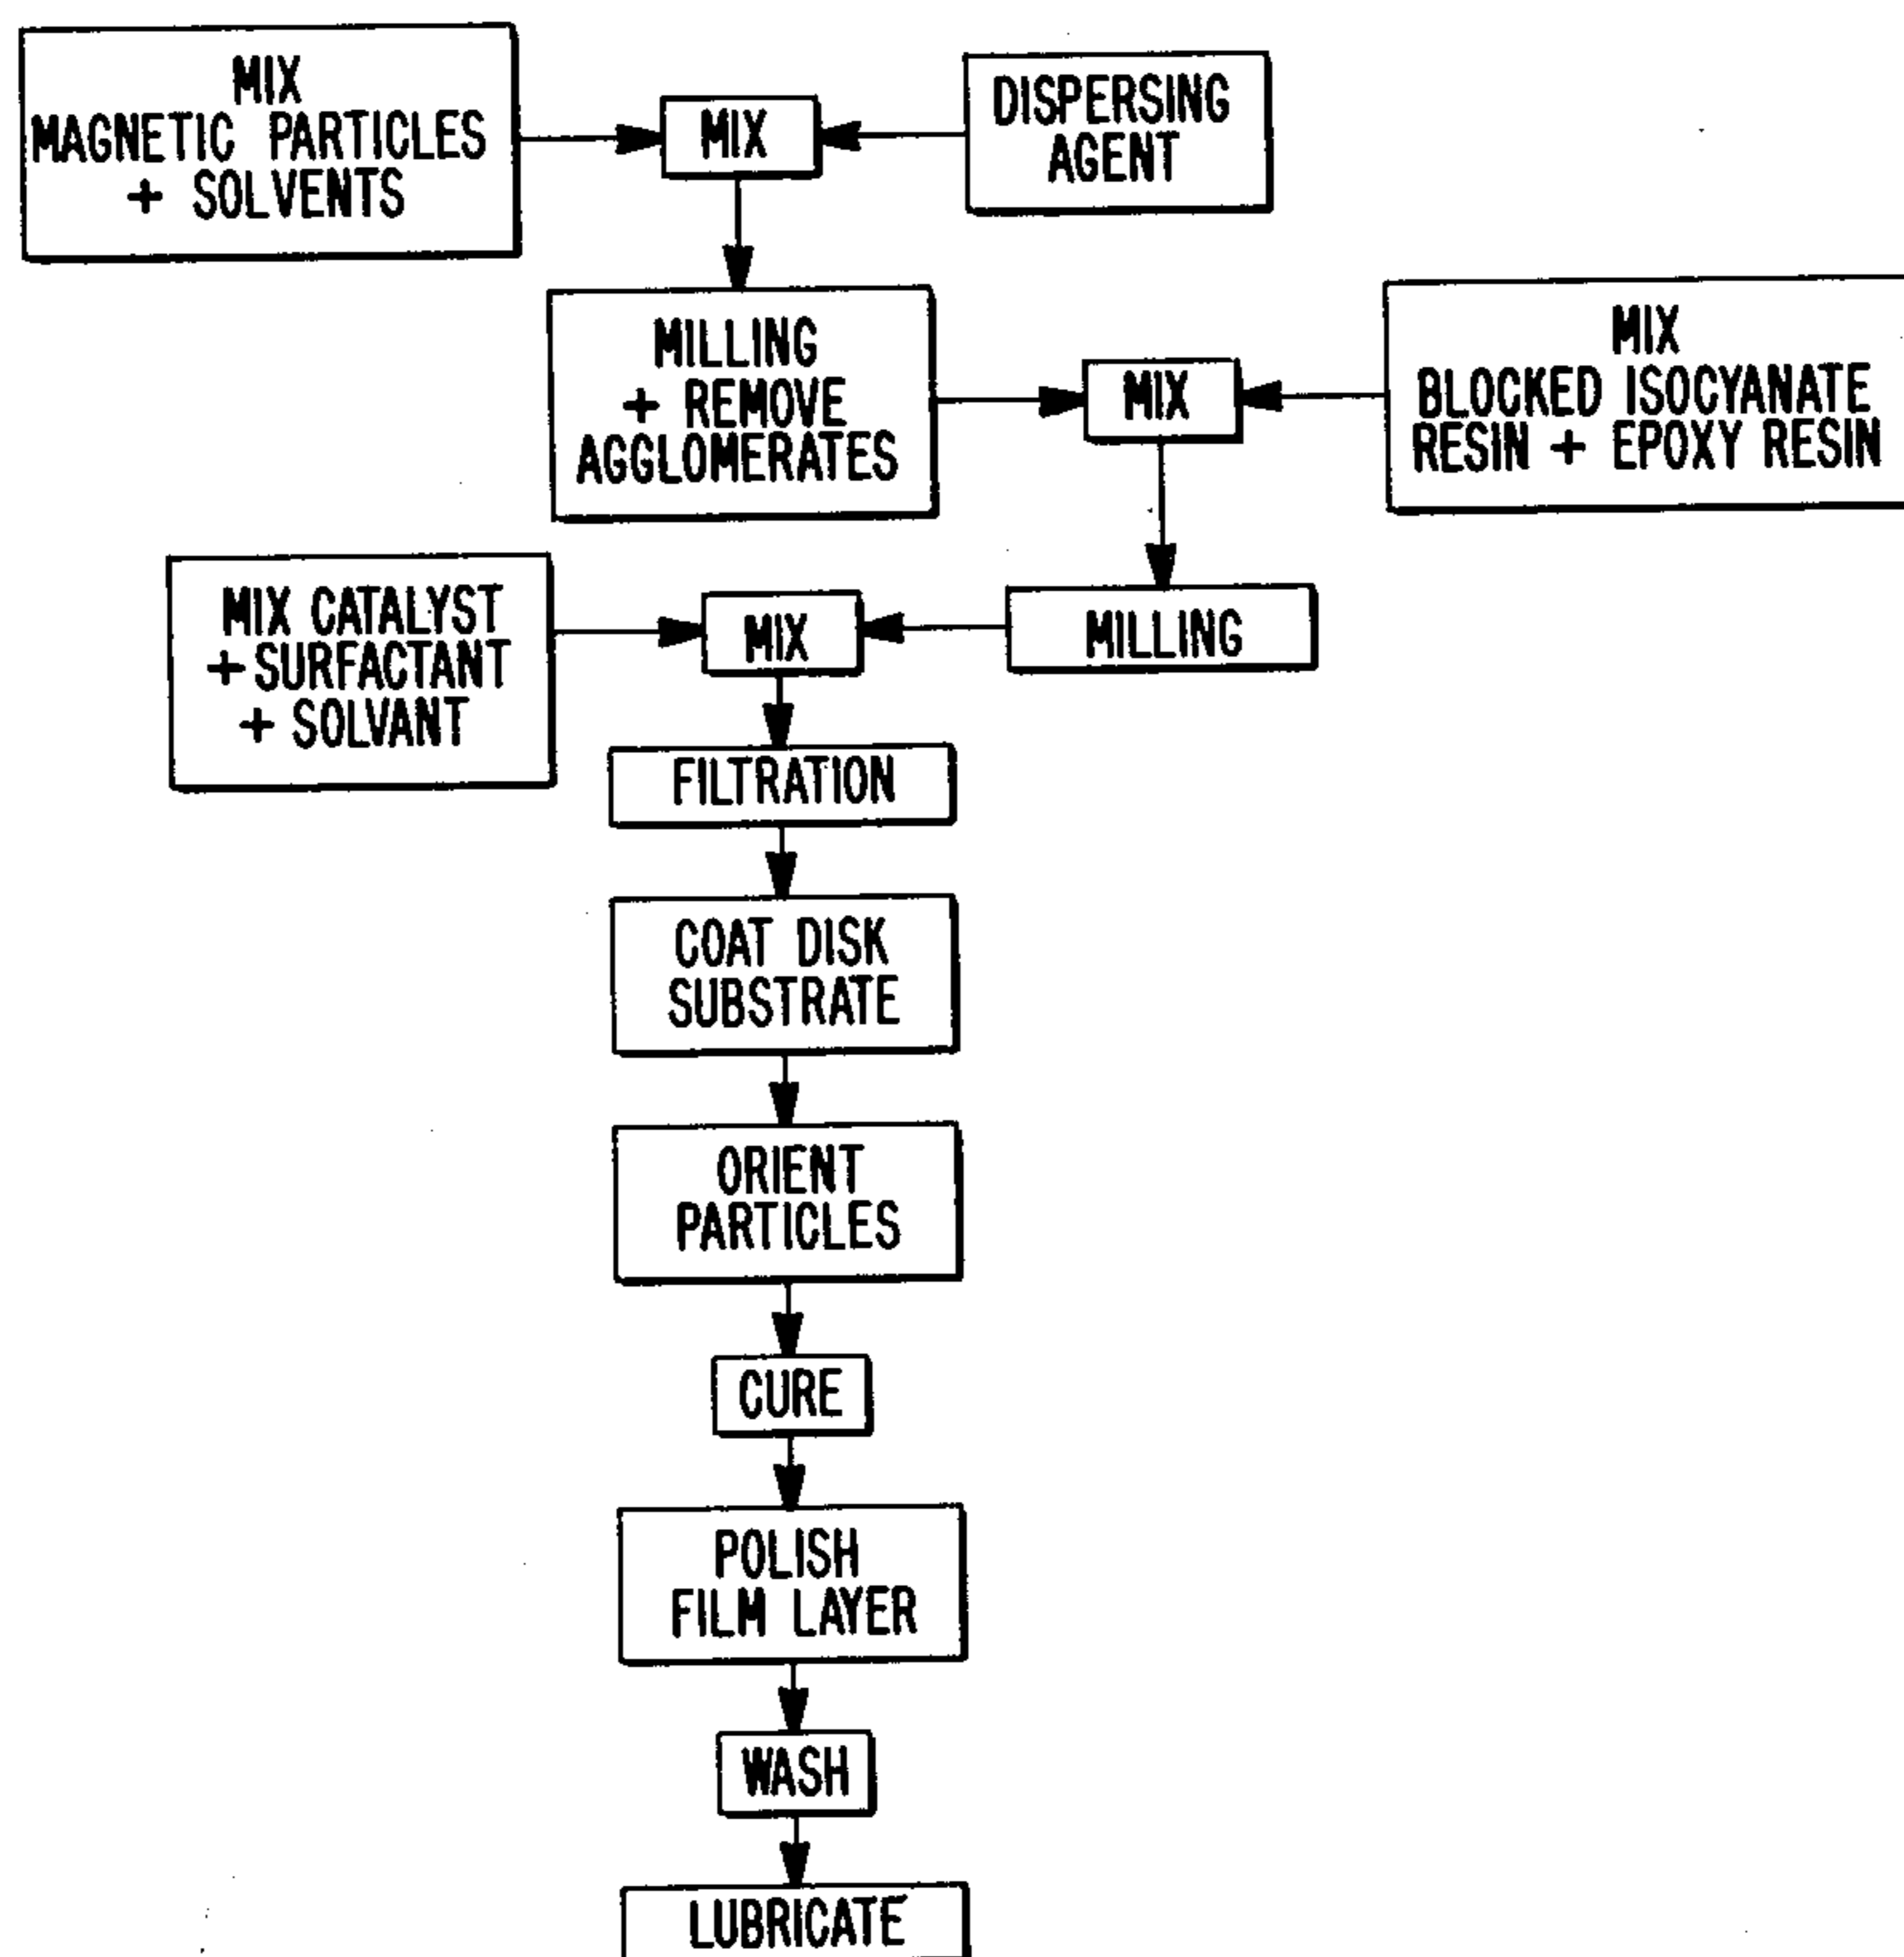 MIX
MAGNETIC PARTICLES
+ SOLVENTS
MIX
DISPERSING
AGENT
MILLING
+ REMOVE
AGGLOMERATES
MIX
MIX
BLOCKED ISOCYANATE
RESIN + EPOXY RESIN
MIX CATALYST
+ SURFACTANT
+ SOLVANT
MIX
MILLING
FILTRATION
COAT DISK
SUBSTRATE
ORIENT
PARTICLES
CURE
POLISH
FILM LAYER
WASH
LUBRICATE